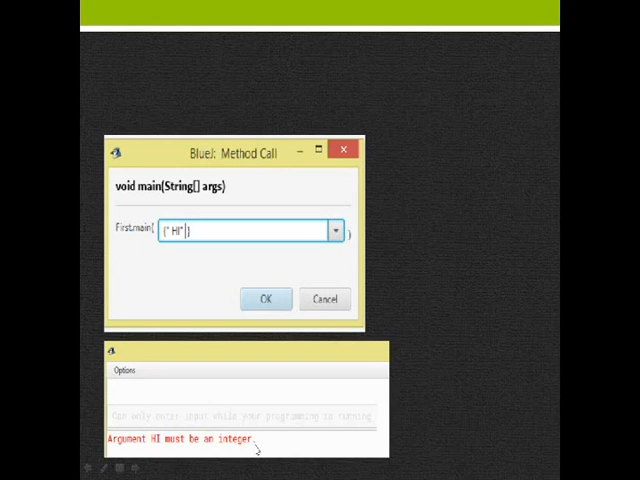 BlueJ: Method Call
void main(String[] args)
First.main( {" HI" } )
OK Cancel
Options
Can only enter input while your programming is running
Argument HI must be an integer.